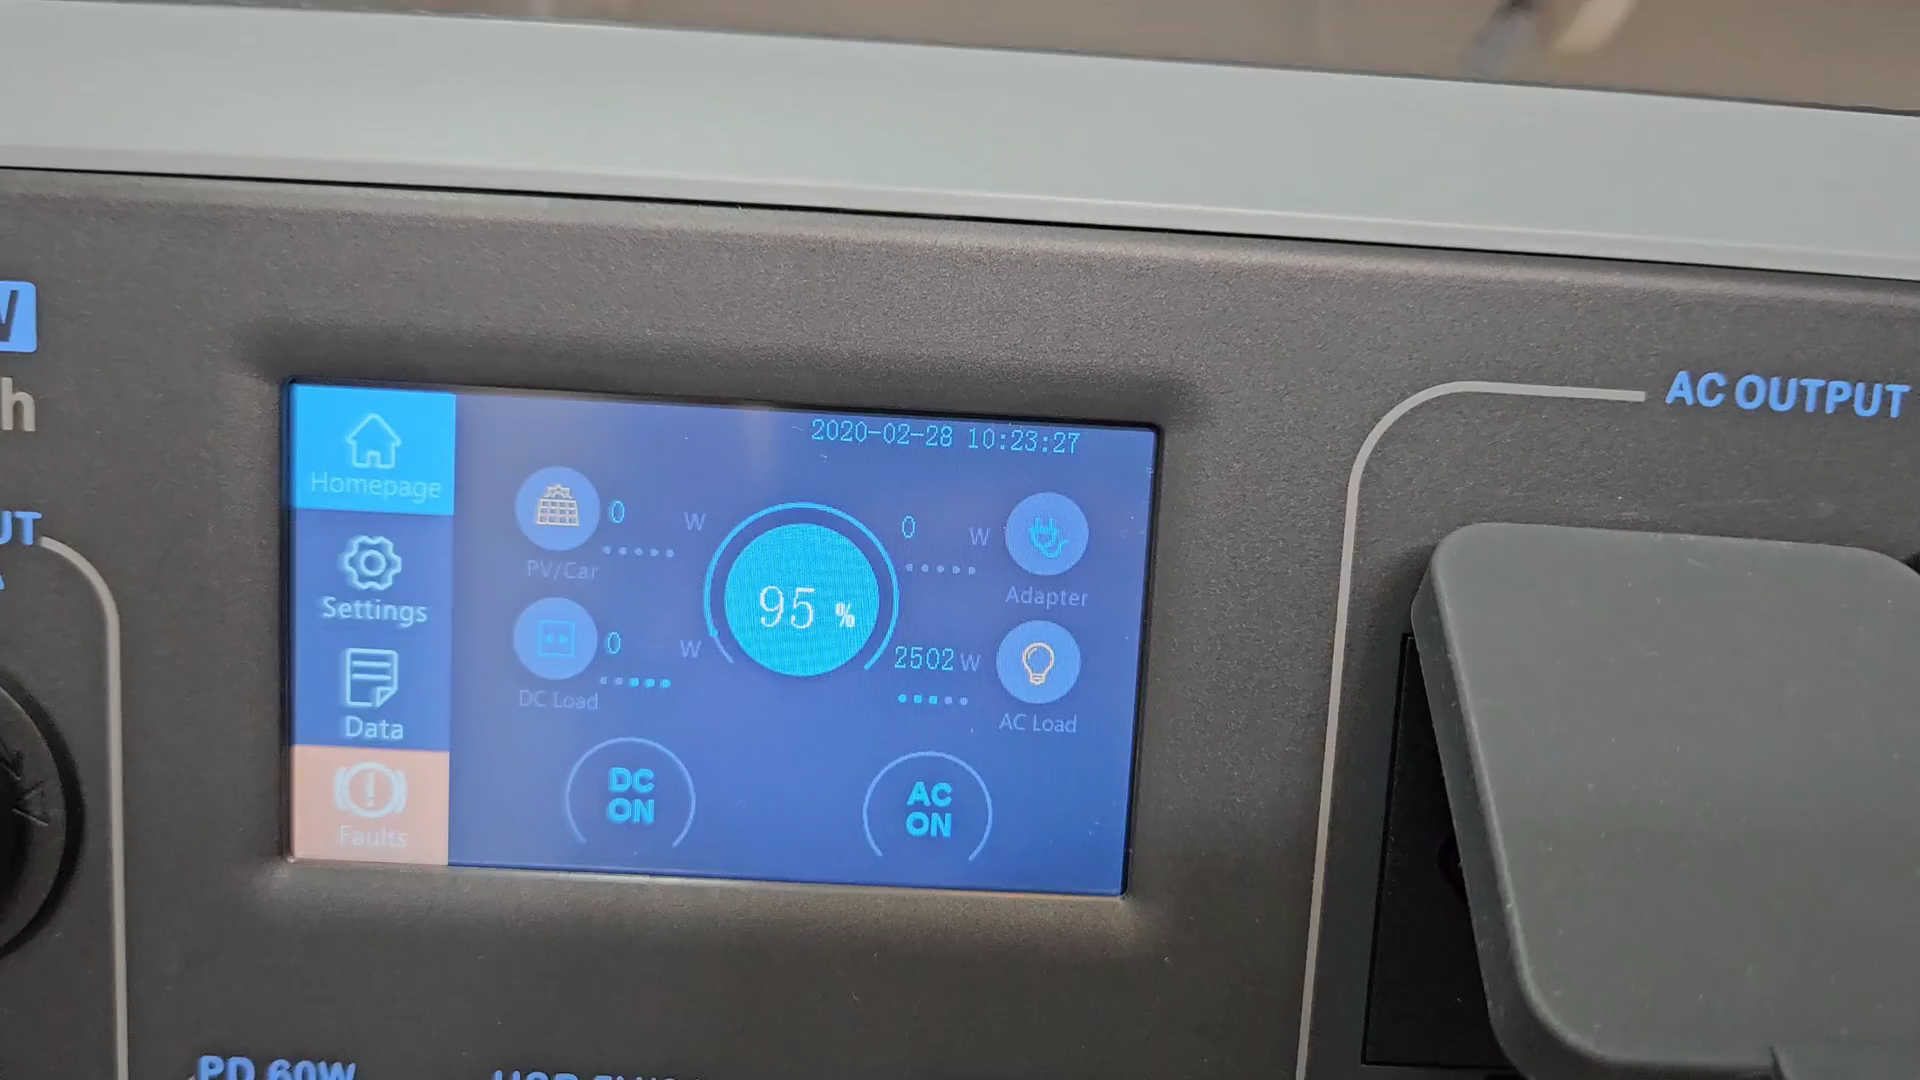 2020-02-28 10:23:27
Homepage
Settings
Data
Faults
0 W
PV/Car
0 W
DC Load
95 %
0 W
Adapter
2502 W
AC Load
DC
ON
AC
ON
AC OUTPUT
PD 60W